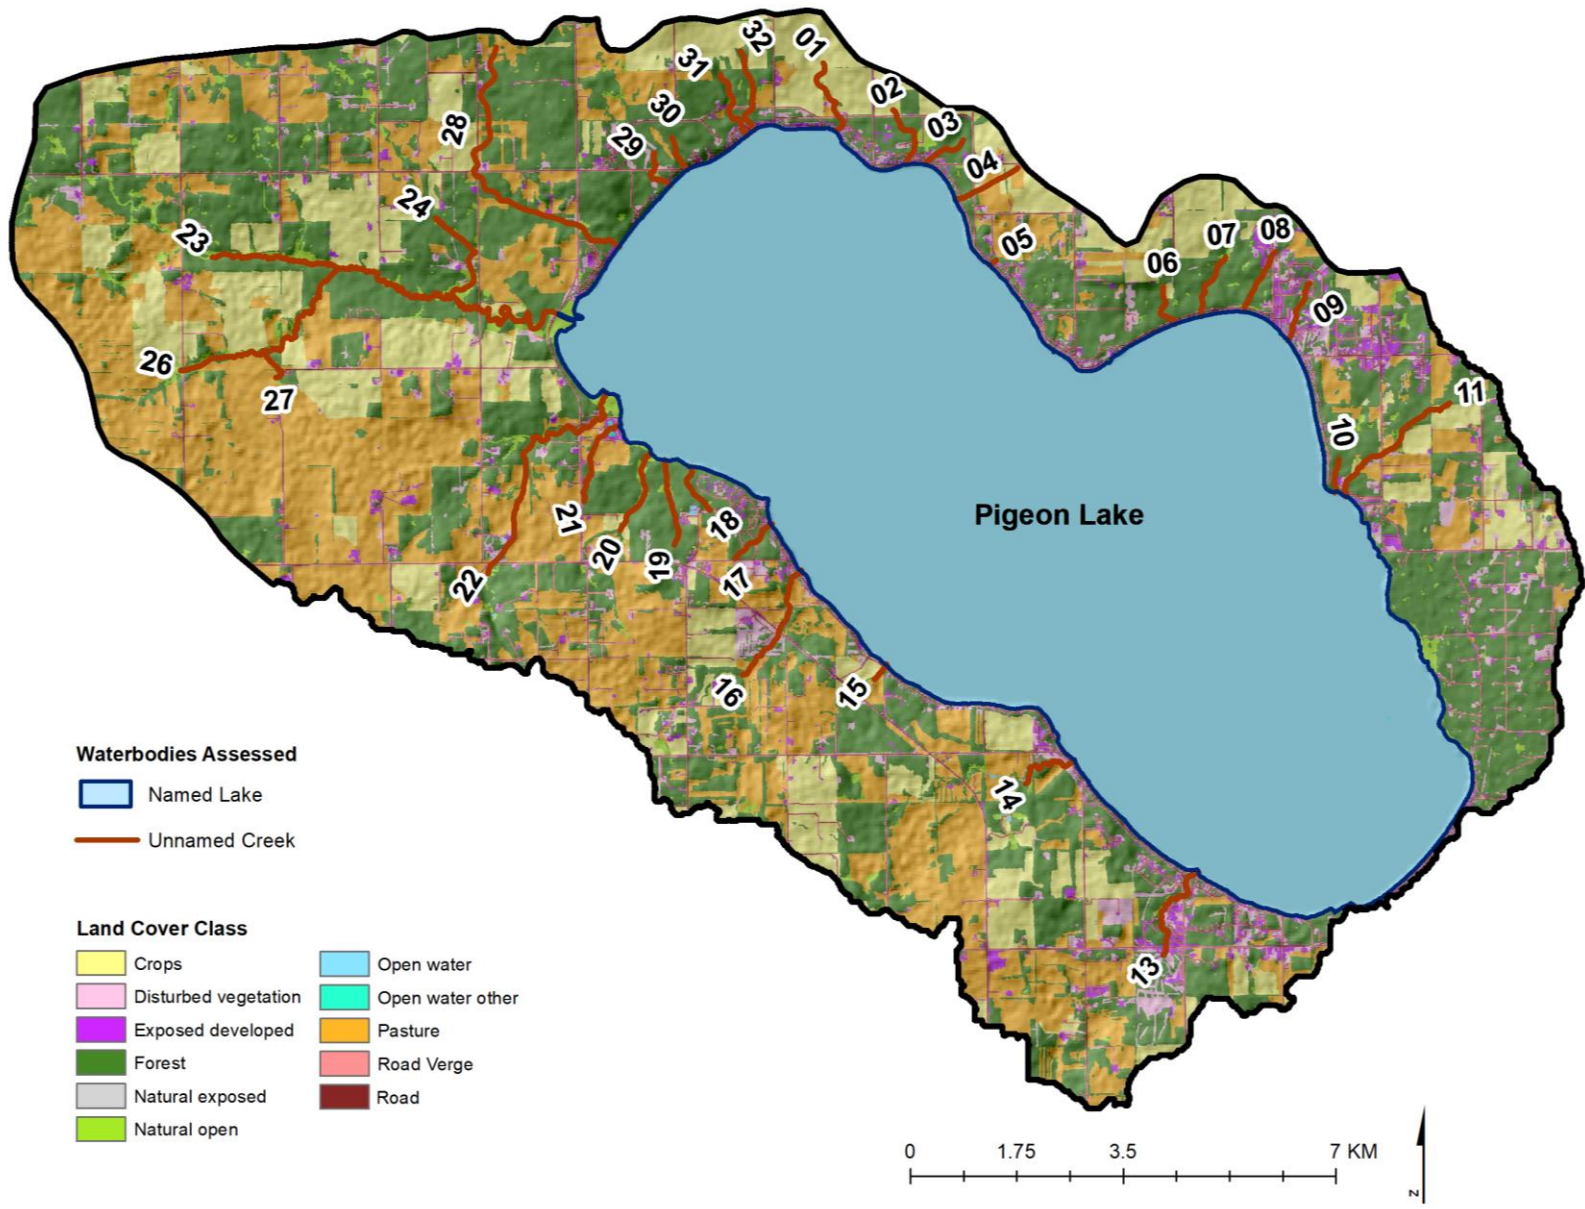 32
01
31
02
30
03
28
29
04
24
23
05
07
08
06
09
26
27
11
10
Pigeon Lake
21
18
20
19
22
17
16
15
14
13
Waterbodies Assessed
Named Lake
Unnamed Creek
Land Cover Class
Crops
Disturbed vegetation
Exposed developed
Forest
Natural exposed
Natural open
Open water
Open water other
Pasture
Road Verge
Road
0 1.75 3.5 7 KM
N